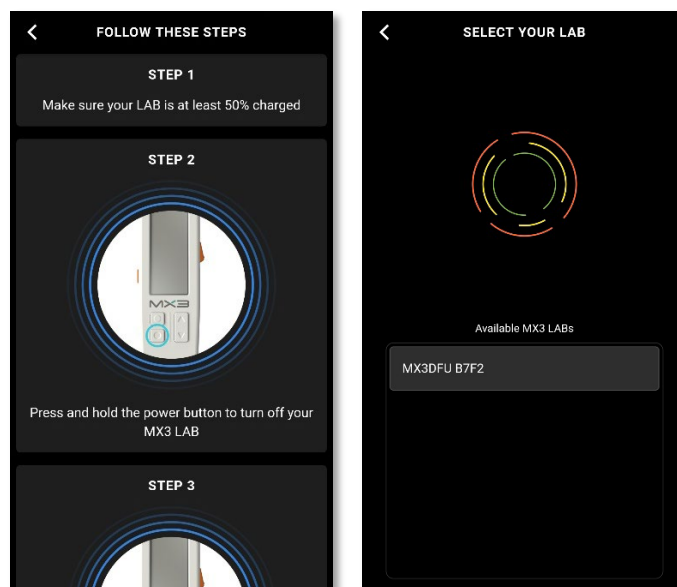 FOLLOW THESE STEPS
STEP 1
Make sure your LAB is at least 50% charged
STEP 2
MX3
Press and hold the power button to turn off your
MX3 LAB
STEP 3
SELECT YOUR LAB
Available MX3 LABs
MX3DFU B7F2